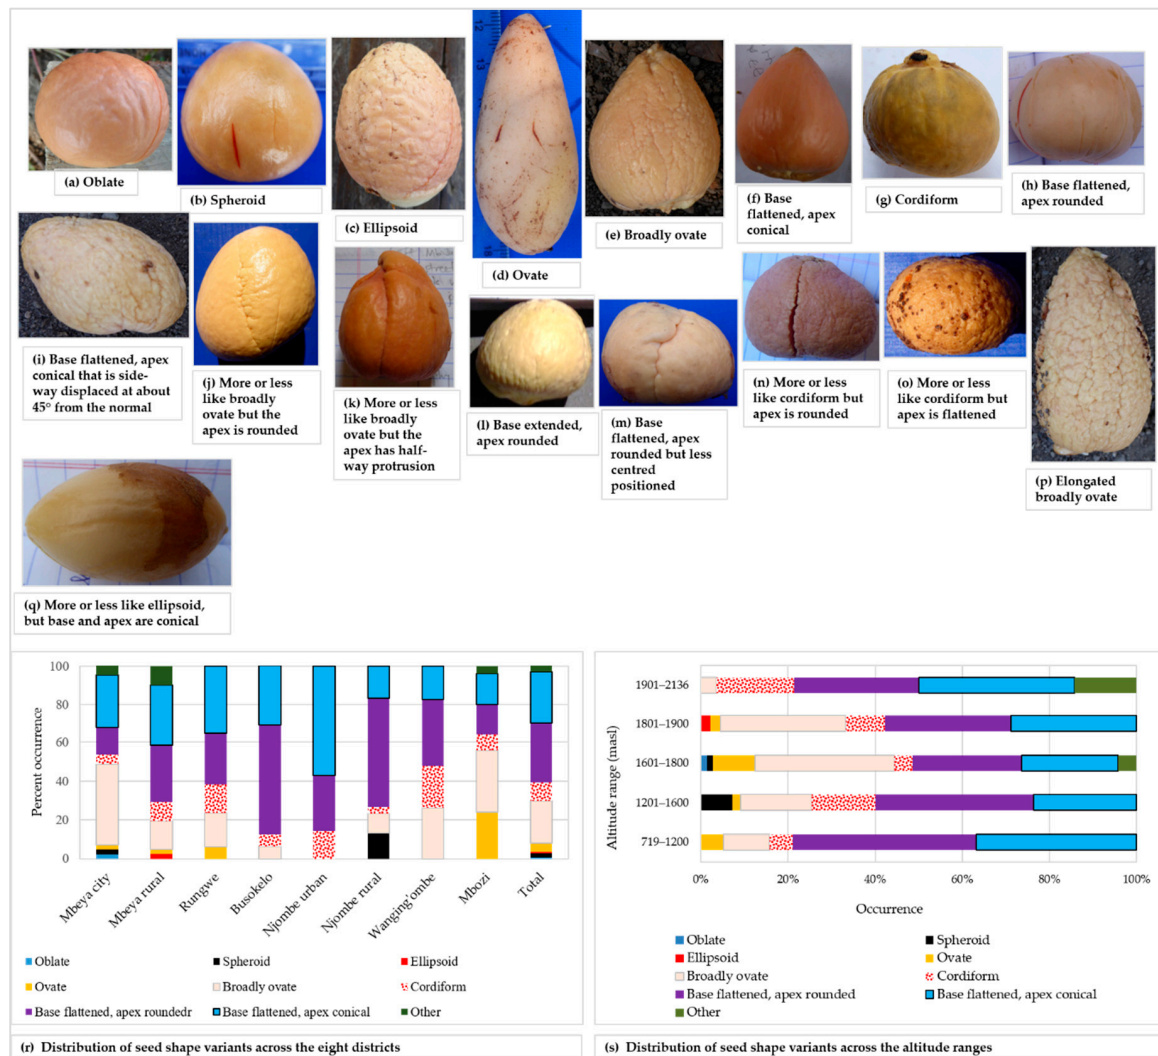 (a) Oblate
(b) Spheroid
(c) Ellipsoid
12
13
16
(d) Ovate
(e) Broadly ovate
(f) Base
flattened, apex
conical
(g) Cordiform
(h) Base flattened,
apex rounded
(i) Base flattened, apex
conical that is side-
way displaced at about
45° from the normal
(j) More or less
like broadly
ovate but the
apex is rounded
(k) More or less
like broadly
ovate but the
apex has half-
way protrusion
(l) Base extended,
apex rounded
(m) Base
flattened, apex
rounded but less
centred
positioned
(n) More or less
like cordiform but
apex is rounded
(o) More or less
like cordiform but
apex is flattened
(p) Elongated
broadly ovate
(q) More or less like ellipsoid,
but base and apex are conical
Percent occurrence
100
80
60
40
20
0
Mbeya city
Mbeya rural
Rungwe
Busokelo
Njombe urban
Njombe rural
Wanging'ombe
Mbozi
Total
Oblate
Spheroid
Ellipsoid
Ovate
Broadly ovate
Cordiform
Base flattened, apex roundedr
Base flattened, apex conical
Other
(r) Distribution of seed shape variants across the eight districts
Altitude range (masl)
1901–2136
1801–1900
1601–1800
1201–1600
719–1200
0%
20%
40%
60%
80%
100%
Occurrence
Oblate
Spheroid
Ellipsoid
Ovate
Broadly ovate
Cordiform
Base flattened, apex rounded
Base flattened, apex conical
Other
(s) Distribution of seed shape variants across the altitude ranges